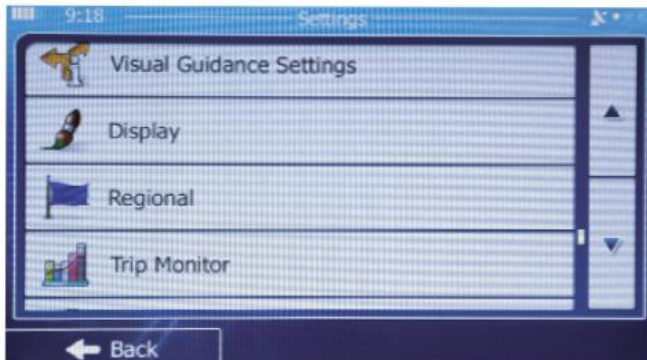 9:18
Settings
Visual Guidance Settings
Display
Regional
Trip Monitor
Back